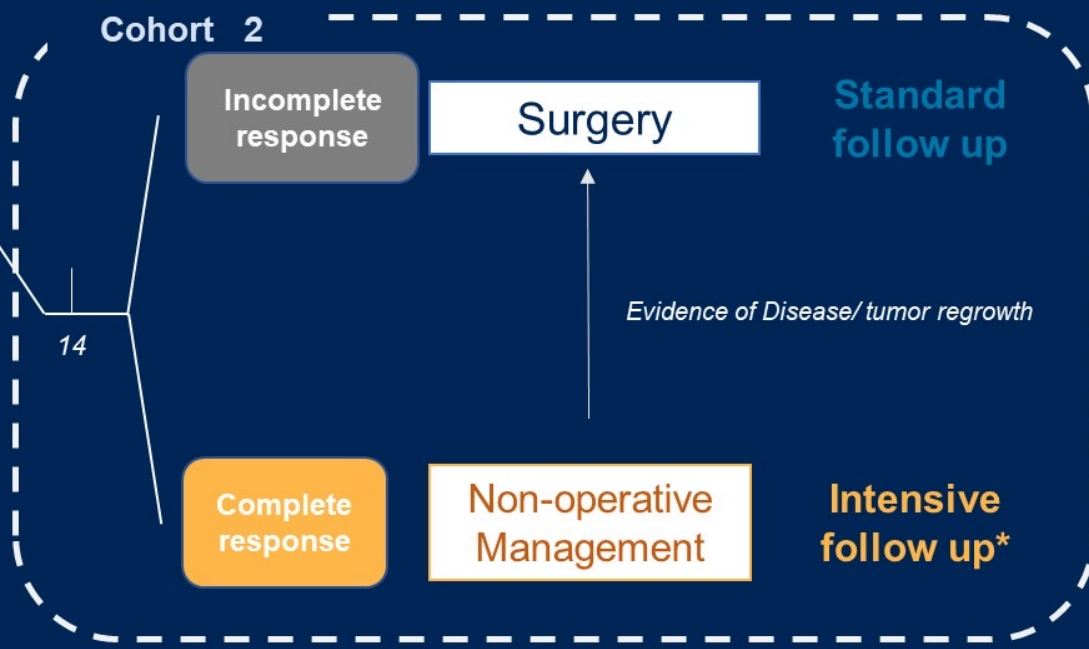 Cohort 2
Incomplete
response
Surgery
Standard
follow up
Evidence of Disease/ tumor regrowth
14
Complete
response
Non-operative
Management
Intensive
follow up*